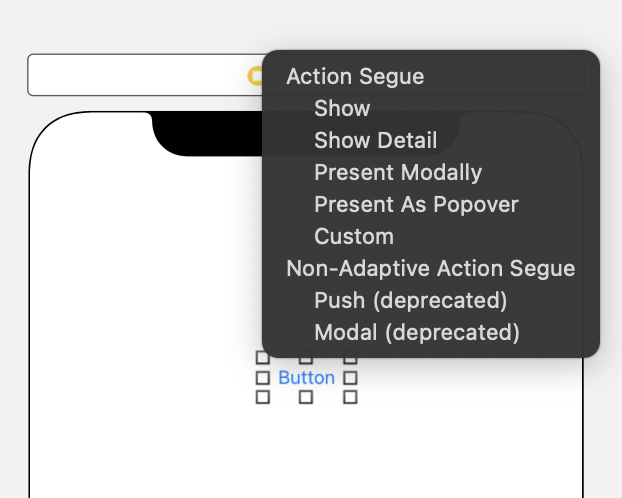 Action Segue
Show
Show Detail
Present Modally
Present As Popover
Custom
Non-Adaptive Action Segue
Push (deprecated)
Modal (deprecated)
Button